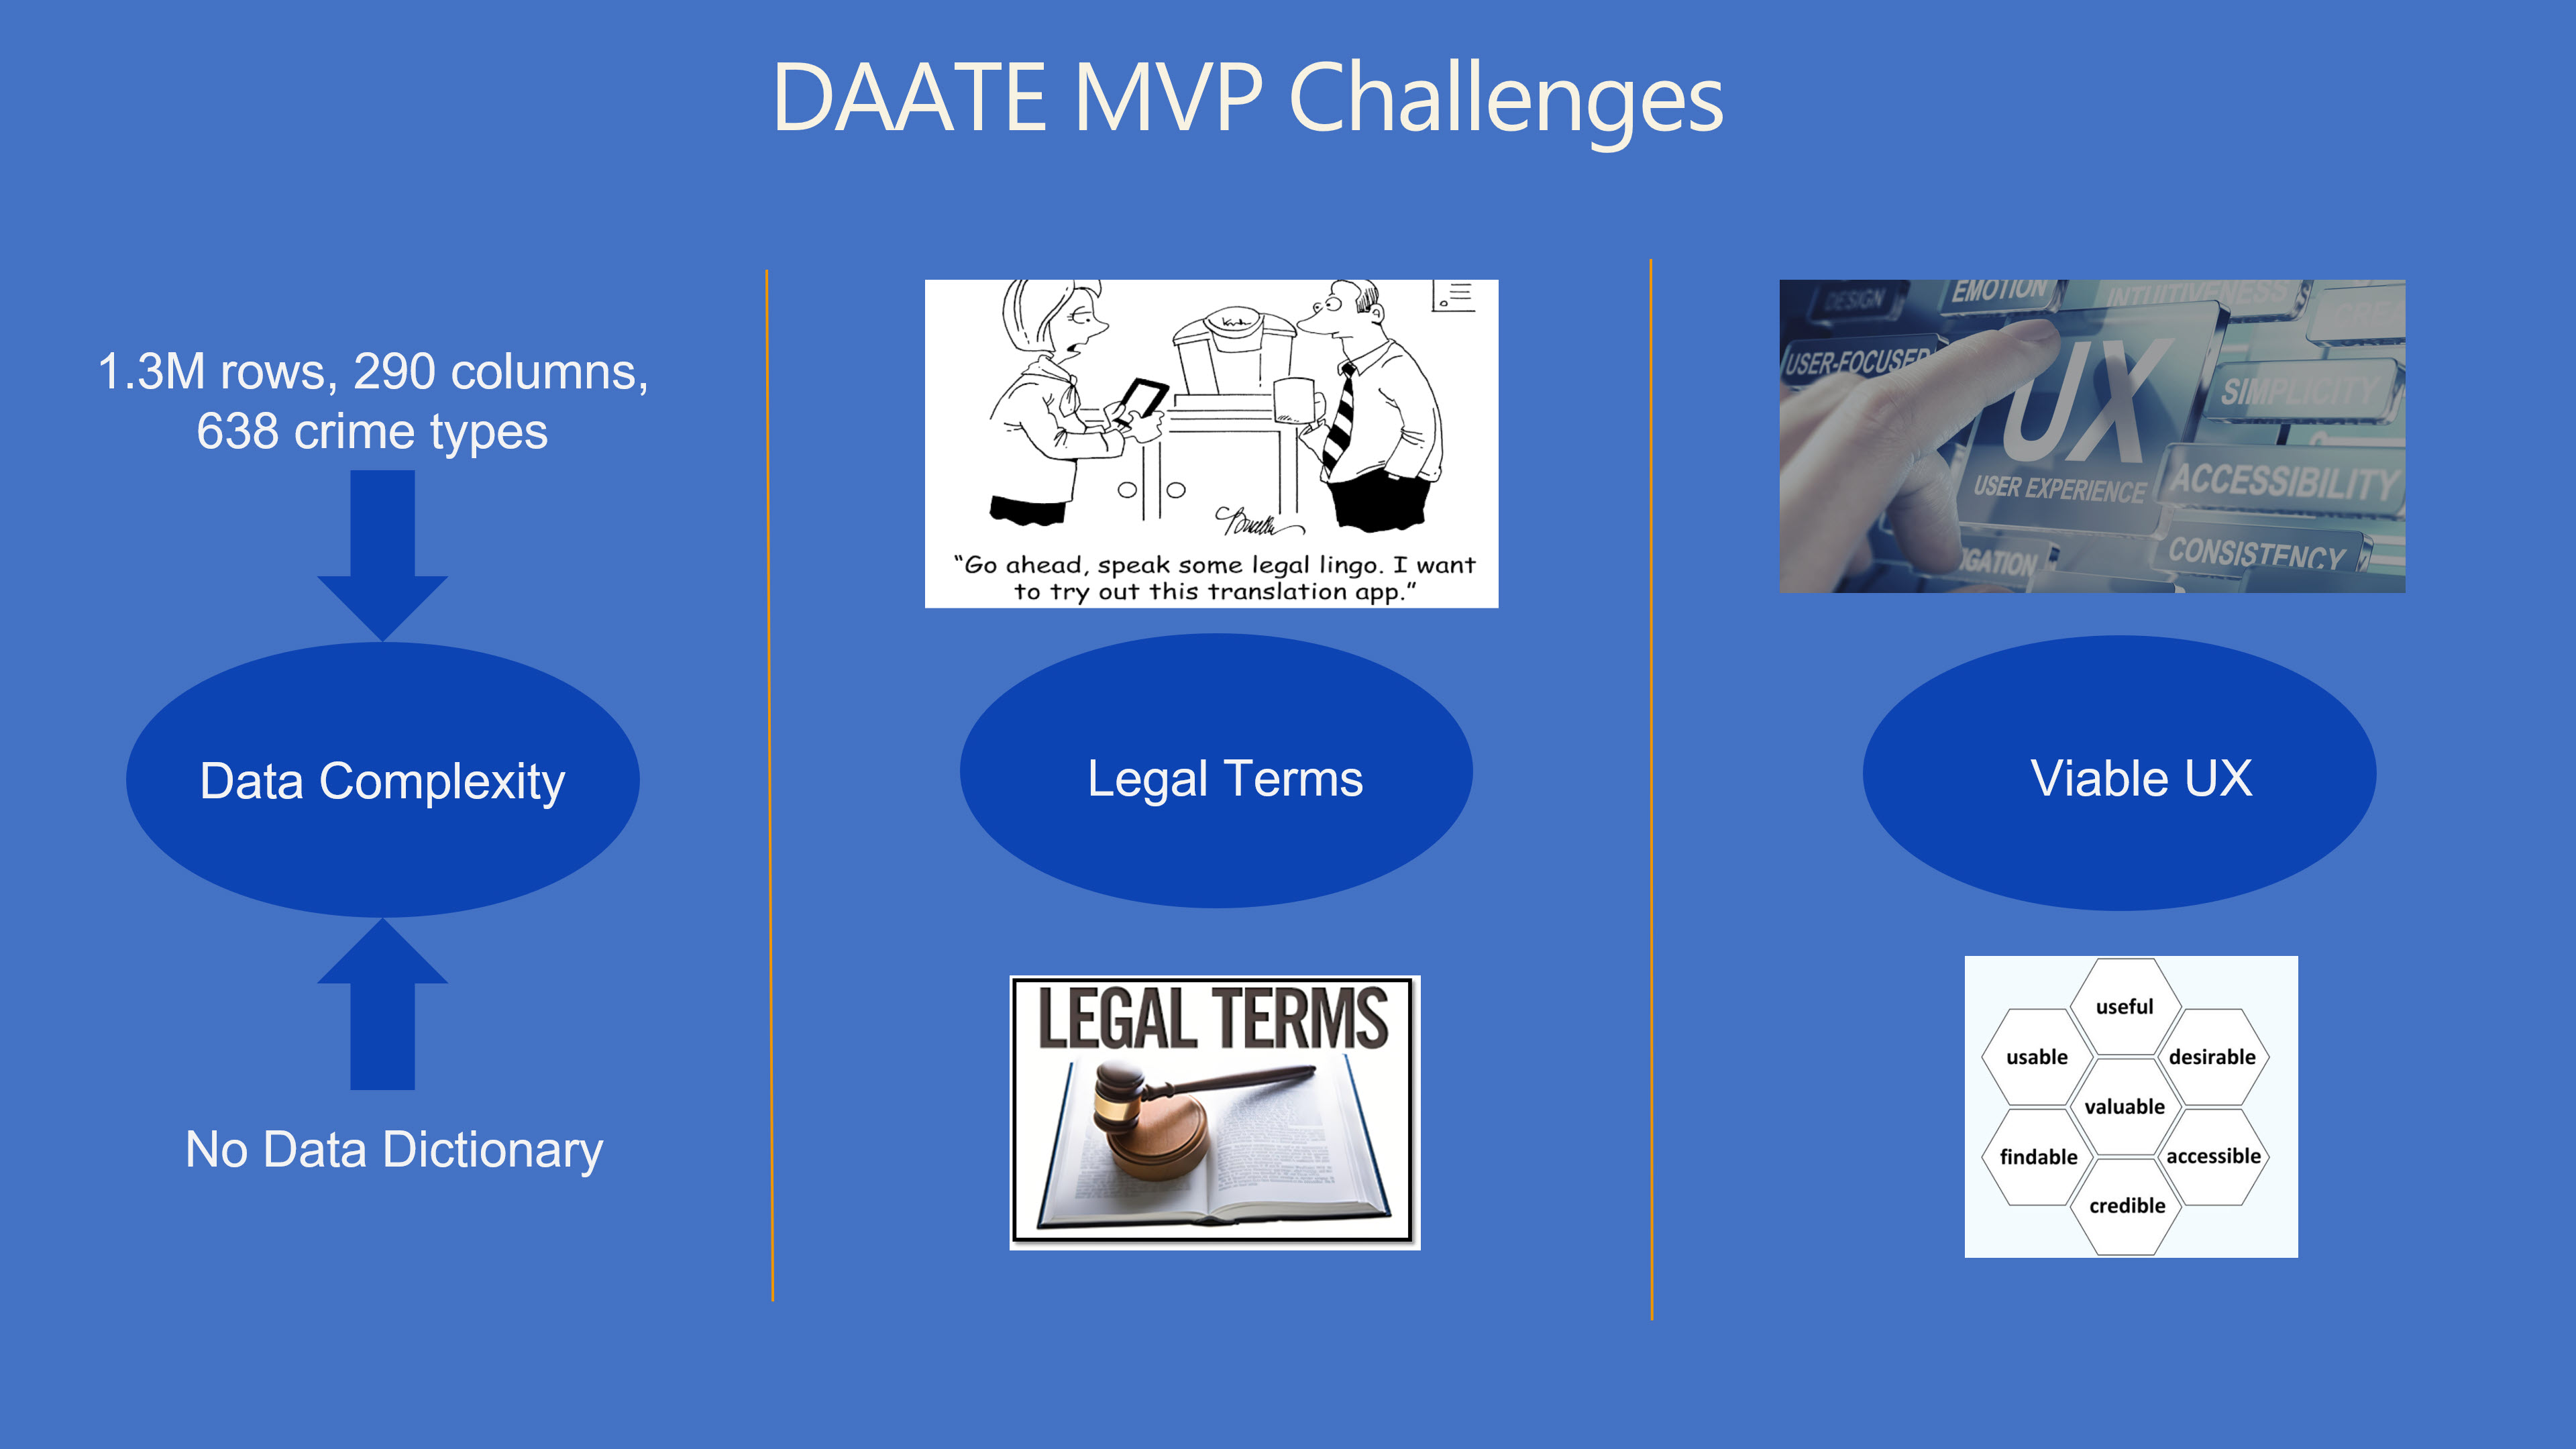 DAATE MVP Challenges
1.3M rows, 290 columns,
638 crime types
Data Complexity
No Data Dictionary
“Go ahead, speak some legal lingo. I want
to try out this translation app.”
Legal Terms
LEGAL TERMS
DESIGN
EMOTION
INTUITIVENESS
USER-FOCUSED
UX
USER EXPERIENCE
SIMPLICITY
ACCESSIBILITY
CONSISTENCY
Viable UX
useful
usable
desirable
valuable
findable
accessible
credible